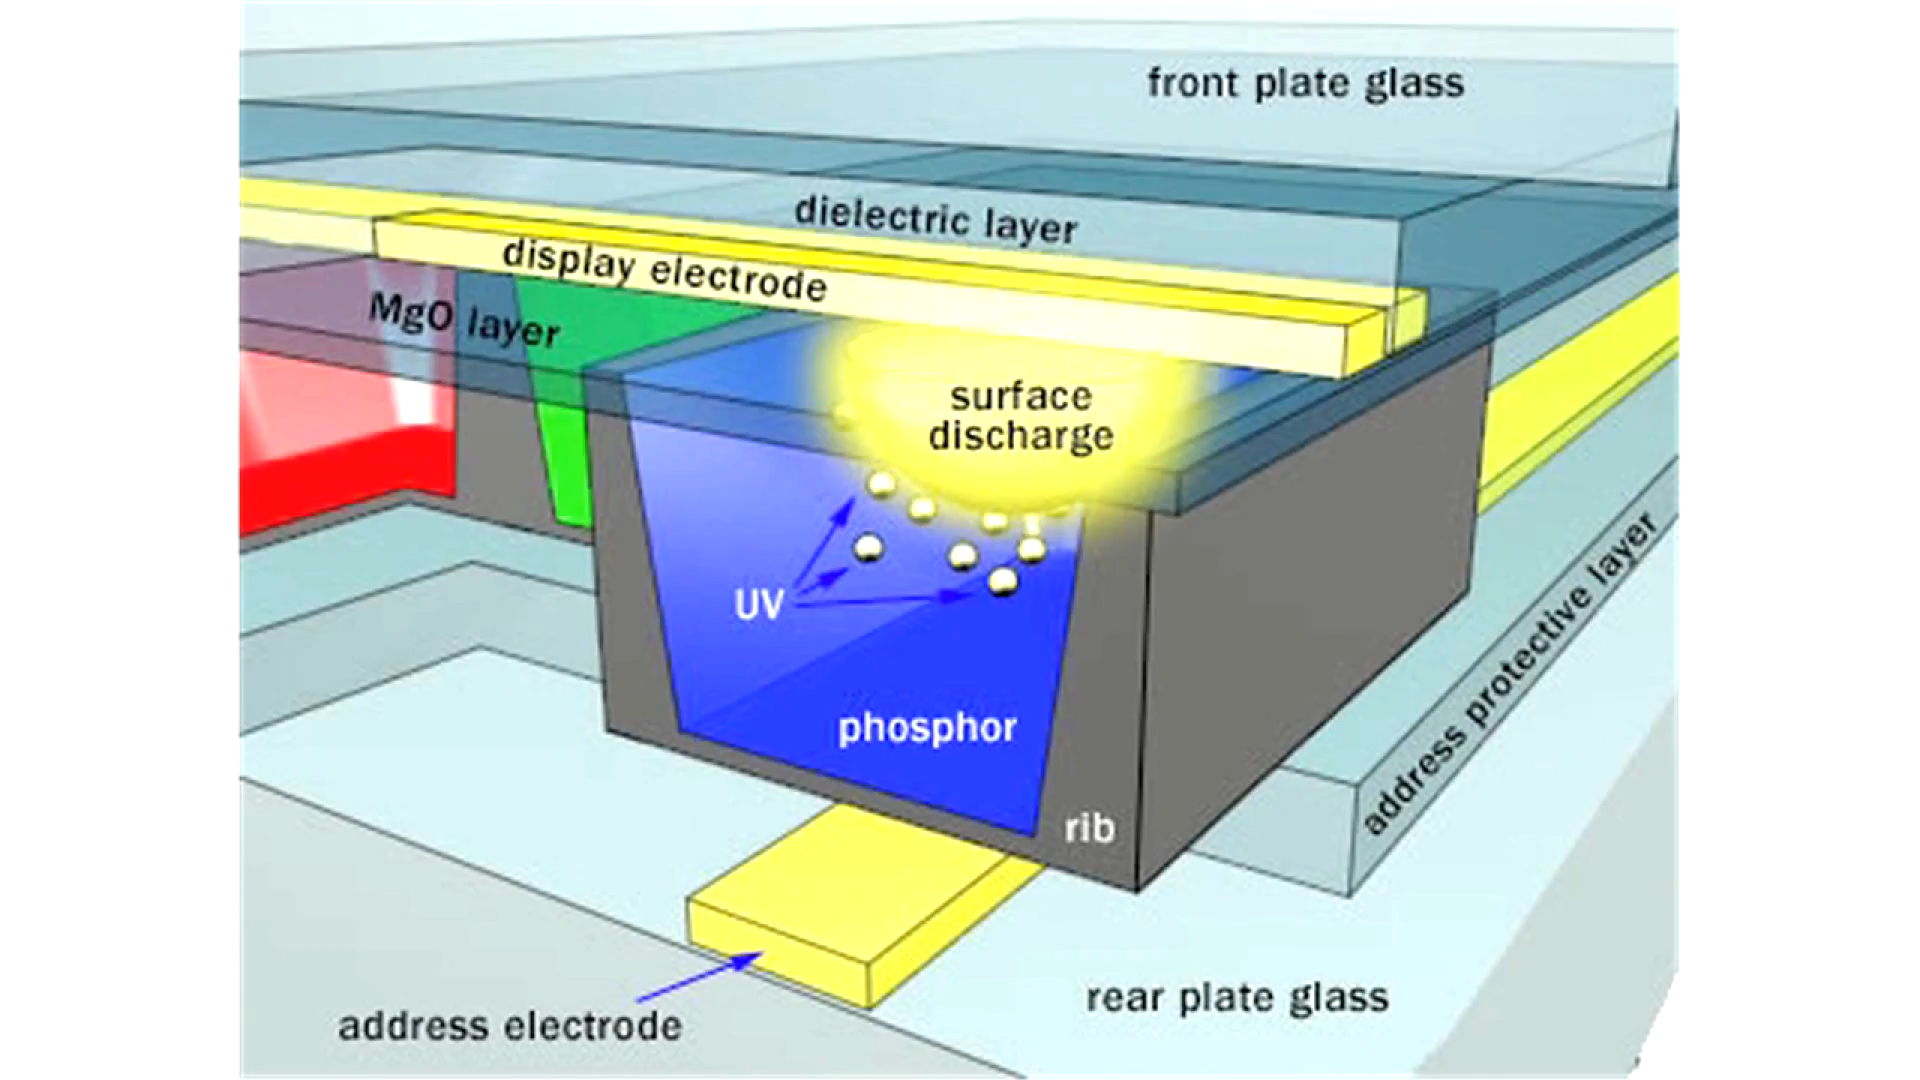 front plate glass
dielectric layer
display electrode
MgO layer
surface
discharge
UV
phosphor
rib
address protective layer
rear plate glass
address electrode